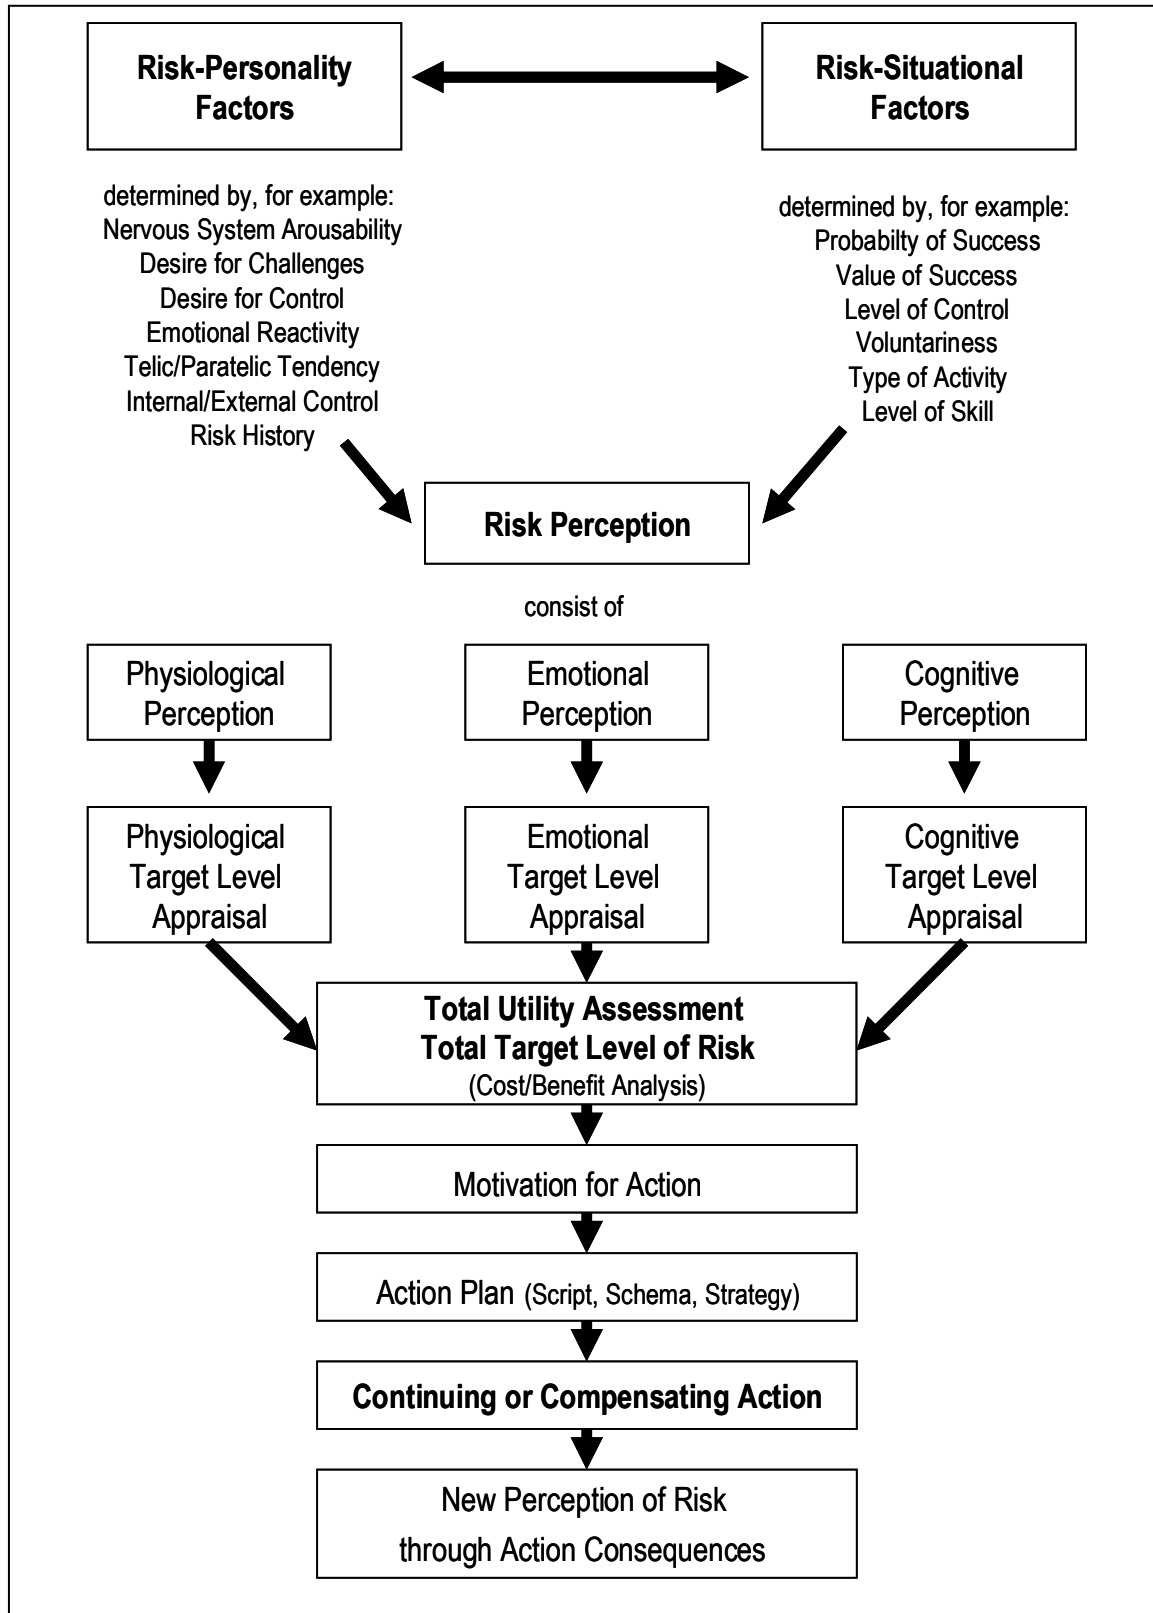 Risk-Personality
Factors
Risk-Situational
Factors
determined by, for example:
Nervous System Arousability
Desire for Challenges
Desire for Control
Emotional Reactivity
Telic/Paratelic Tendency
Internal/External Control
Risk History
determined by, for example:
Probabilty of Success
Value of Success
Level of Control
Voluntariness
Type of Activity
Level of Skill
Risk Perception
consist of
Physiological
Perception
Emotional
Perception
Cognitive
Perception
Physiological
Target Level
Appraisal
Emotional
Target Level
Appraisal
Cognitive
Target Level
Appraisal
Total Utility Assessment
Total Target Level of Risk
(Cost/Benefit Analysis)
Motivation for Action
Action Plan (Script, Schema, Strategy)
Continuing or Compensating Action
New Perception of Risk
through Action Consequences